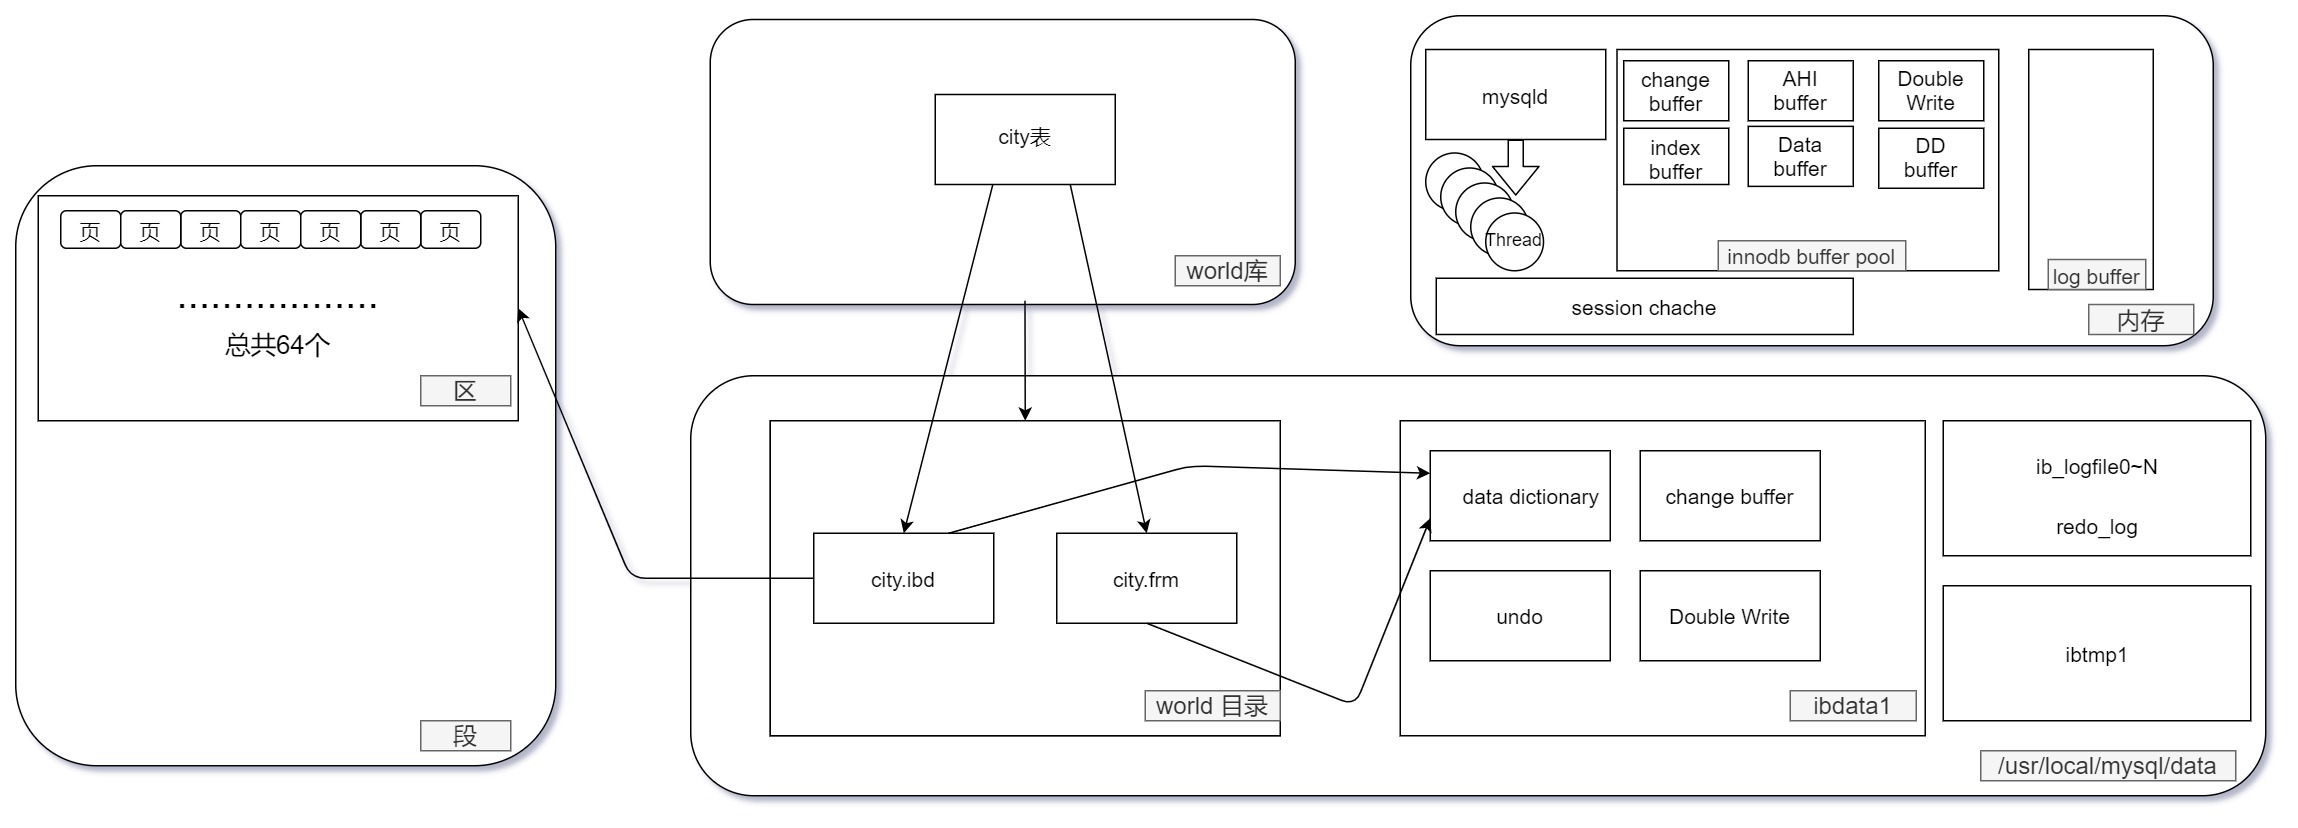 页 页 页 页 页 页 页
..................
总共64个
区
段
city表
world库
mysqld
Thread
change
buffer
AHI
buffer
Double
Write
index
buffer
Data
buffer
DD
buffer
innodb buffer pool
log buffer
session chache
内存
city.ibd
city.frm
world 目录
data dictionary
change buffer
undo
Double Write
ibdata1
ib_logfile0~N
redo_log
ibtmp1
/usr/local/mysql/data